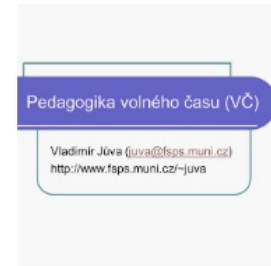 Pedagogika volného času (VČ)
Vladimír Jůva (juva@fsps.muni.cz)
http://www.fsps.muni.cz/~juva